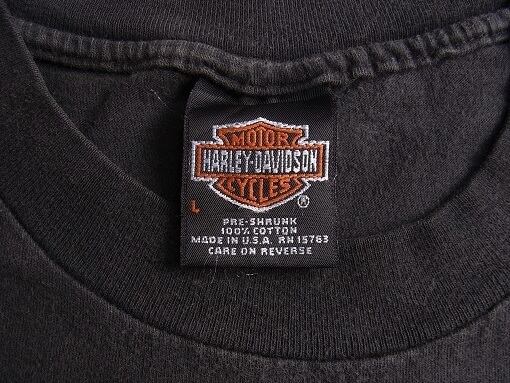 MOTOR
HARLEY-DAVIDSON
CYCLES
®
L
PRE-SHRUNK
100% COTTON
MADE IN U.S.A. RN 15763
CARE ON REVERSE